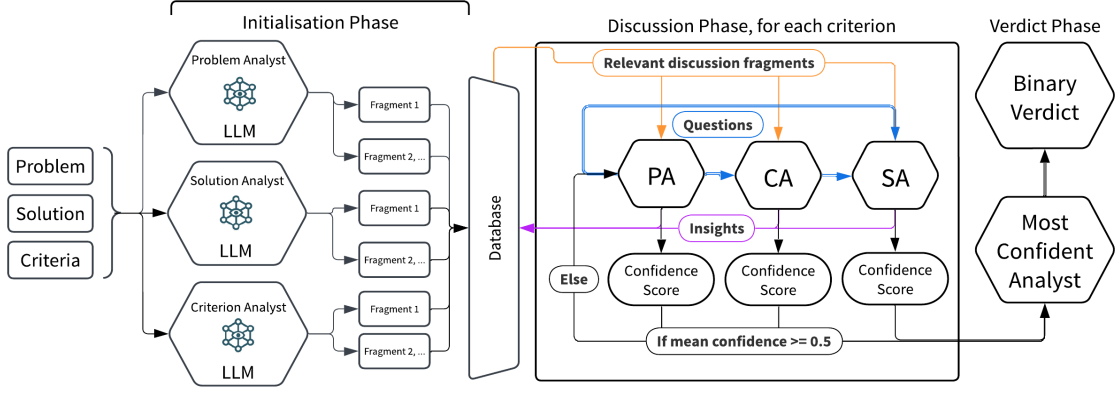 Initialisation Phase
Problem
Solution
Criteria
Problem Analyst
LLM
Solution Analyst
LLM
Criterion Analyst
LLM
Fragment 1
Fragment 2, ...
Fragment 1
Fragment 2, ...
Fragment 1
Fragment 2, ...
Database
Discussion Phase, for each criterion
Relevant discussion fragments
Questions
PA
CA
SA
Insights
Else
Confidence
Score
Confidence
Score
Confidence
Score
If mean confidence >= 0.5
Verdict Phase
Binary
Verdict
Most
Confident
Analyst